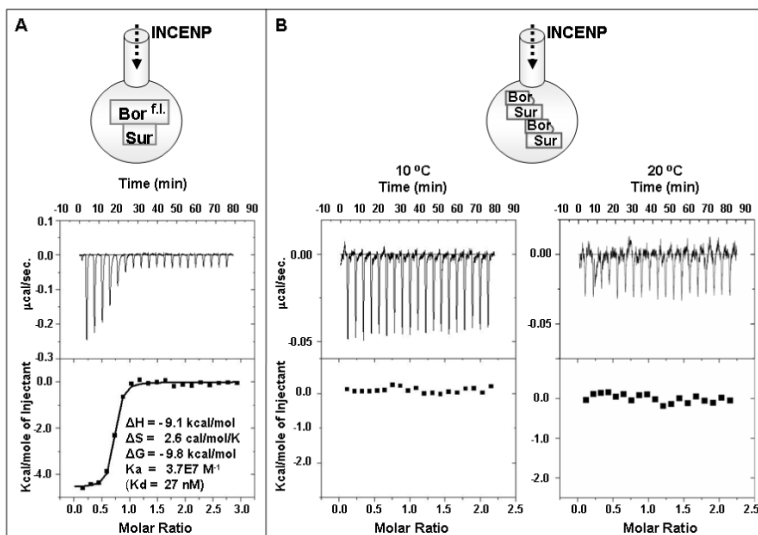 A
INCENP
Bor f.l.
Sur
Time (min)
-10 0 10 20 30 40 50 60 70 80 90
0.1
0.0
-0.1
-0.2
-0.3
µcal/sec.
0.0
-2.0
-4.0
Kcal/mole of Injectant
ΔH = - 9.1 kcal/mol
ΔS = 2.6 cal/mol/K
ΔG = - 9.8 kcal/mol
Ka = 3.7E7 M⁻¹
(Kd = 27 nM)
0.0 0.5 1.0 1.5 2.0 2.5 3.0
Molar Ratio
B
INCENP
Bor
Sur
Bor
Sur
10 ºC
Time (min)
-10 0 10 20 30 40 50 60 70 80 90
0.00
-0.05
µcal/sec.
0.0
-1.0
-2.0
Kcal/mole of Injectant
0.0 0.5 1.0 1.5 2.0 2.5
Molar Ratio
20 ºC
Time (min)
-10 0 10 20 30 40 50 60 70 80 90
0.00
-0.05
0.0
-1.0
-2.0
0.0 0.5 1.0 1.5 2.0 2.5
Molar Ratio